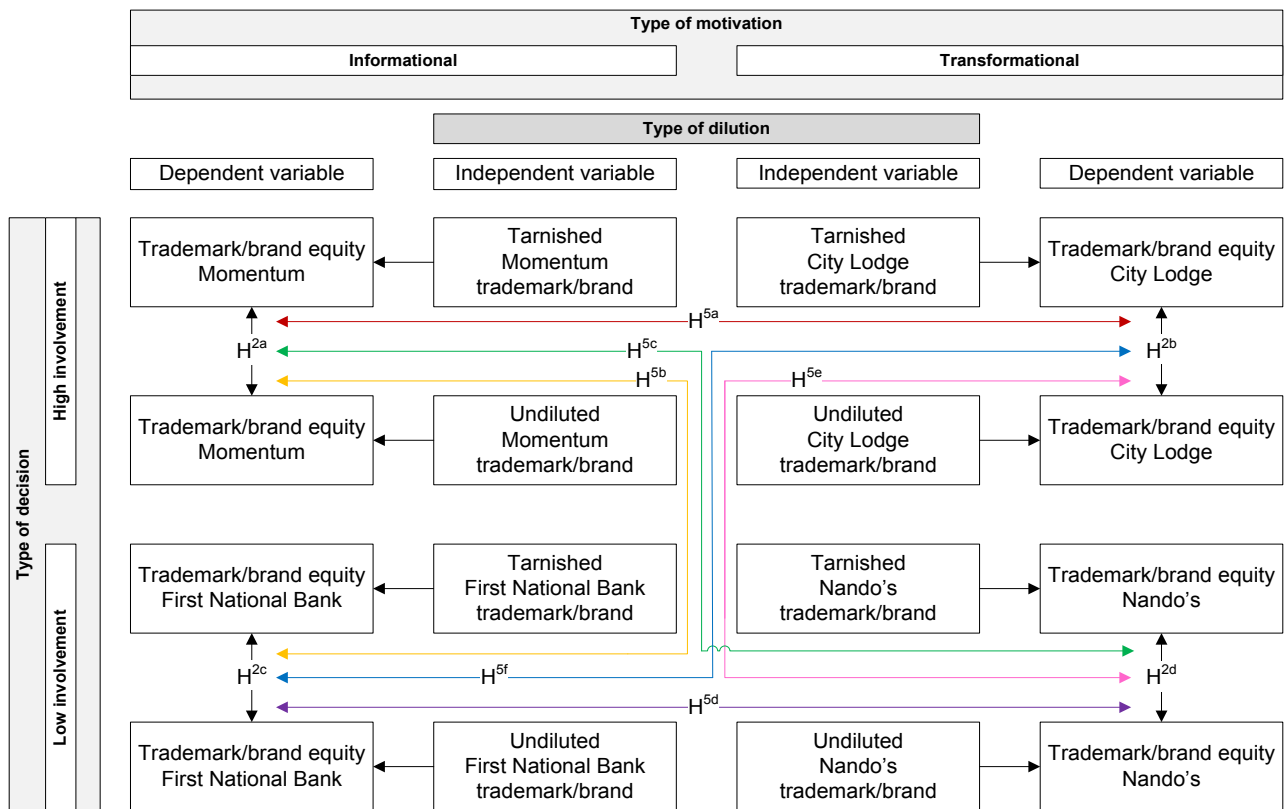 Type of motivation
Informational
Transformational
Type of dilution
Dependent variable
Independent variable
Independent variable
Dependent variable
Type of decision
High involvement
Trademark/brand equity
Momentum
Tarnished
Momentum
trademark/brand
Tarnished
City Lodge
trademark/brand
Trademark/brand equity
City Lodge
H5a
H2a
H5c
H2b
H5b
H5e
Trademark/brand equity
Momentum
Undiluted
Momentum
trademark/brand
Undiluted
City Lodge
trademark/brand
Trademark/brand equity
City Lodge
Low involvement
Trademark/brand equity
First National Bank
Tarnished
First National Bank
trademark/brand
Tarnished
Nando’s
trademark/brand
Trademark/brand equity
Nando’s
H2c
H5f
H2d
H5d
Trademark/brand equity
First National Bank
Undiluted
First National Bank
trademark/brand
Undiluted
Nando’s
trademark/brand
Trademark/brand equity
Nando’s